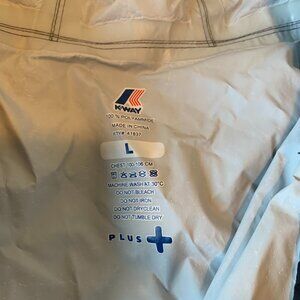 K-WAY
100 % POLYAMMIDE
MADE IN CHINA
L
CHEST 100-106 CM
MACHINE WASH AT 30°C
DO NOT BLEACH
DO NOT IRON
DO NOT DRYCLEAN
DO NOT TUMBLE DRY
PLUS +